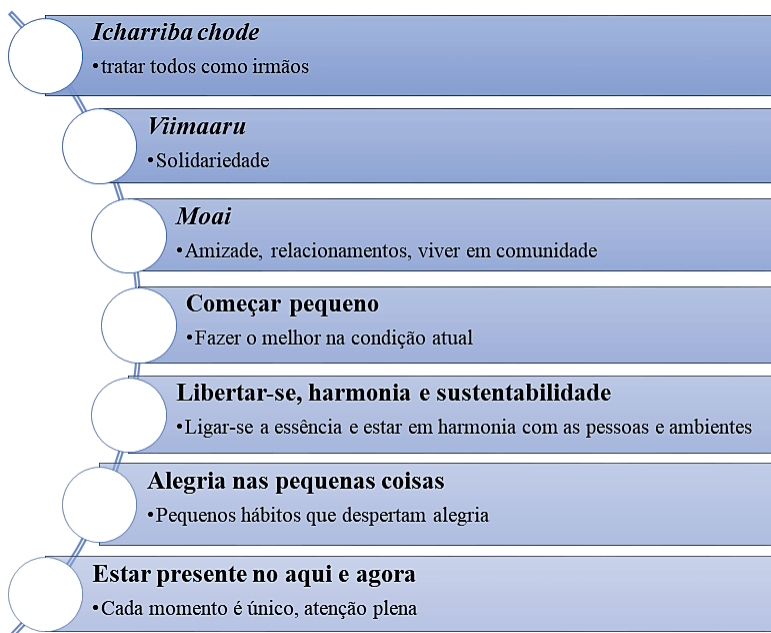 Icharriba chode
•tratar todos como irmãos
Viimaaru
•Solidariedade
Moai
•Amizade, relacionamentos, viver em comunidade
Começar pequeno
•Fazer o melhor na condição atual
Libertar-se, harmonia e sustentabilidade
•Ligar-se a essência e estar em harmonia com as pessoas e ambientes
Alegria nas pequenas coisas
•Pequenos hábitos que despertam alegria
Estar presente no aqui e agora
•Cada momento é único, atenção plena